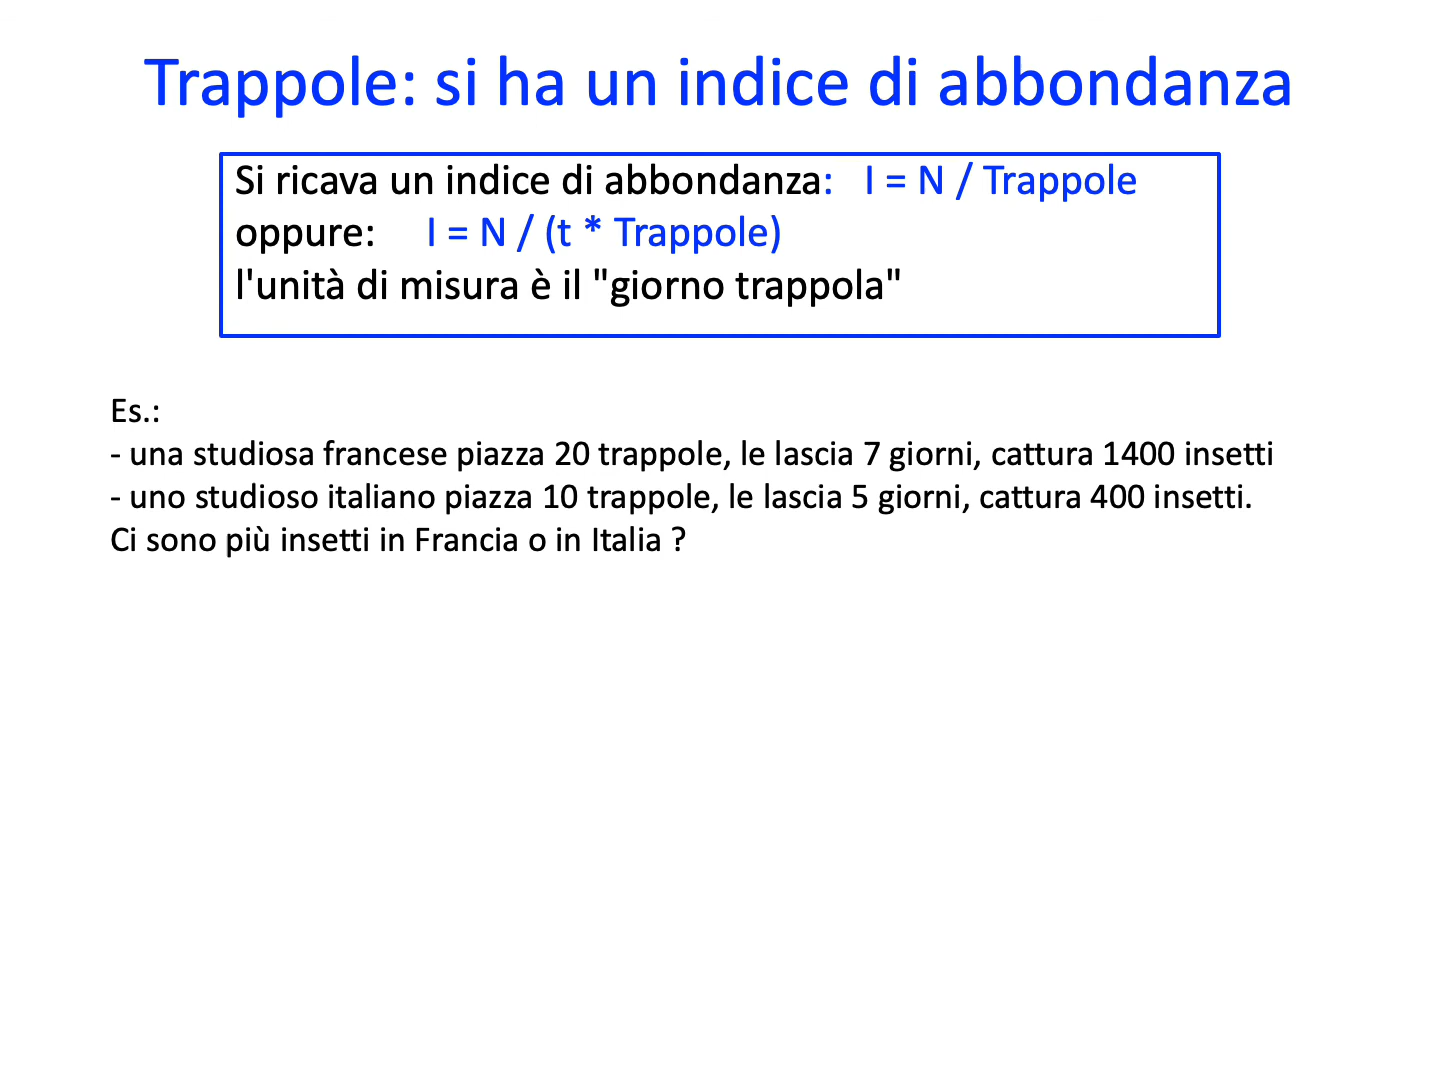 Trappole: si ha un indice di abbondanza
Si ricava un indice di abbondanza:   I = N / Trappole
oppure:     I = N / (t * Trappole)
l'unità di misura è il "giorno trappola"
Es.:
- una studiosa francese piazza 20 trappole, le lascia 7 giorni, cattura 1400 insetti
- uno studioso italiano piazza 10 trappole, le lascia 5 giorni, cattura 400 insetti.
Ci sono più insetti in Francia o in Italia ?